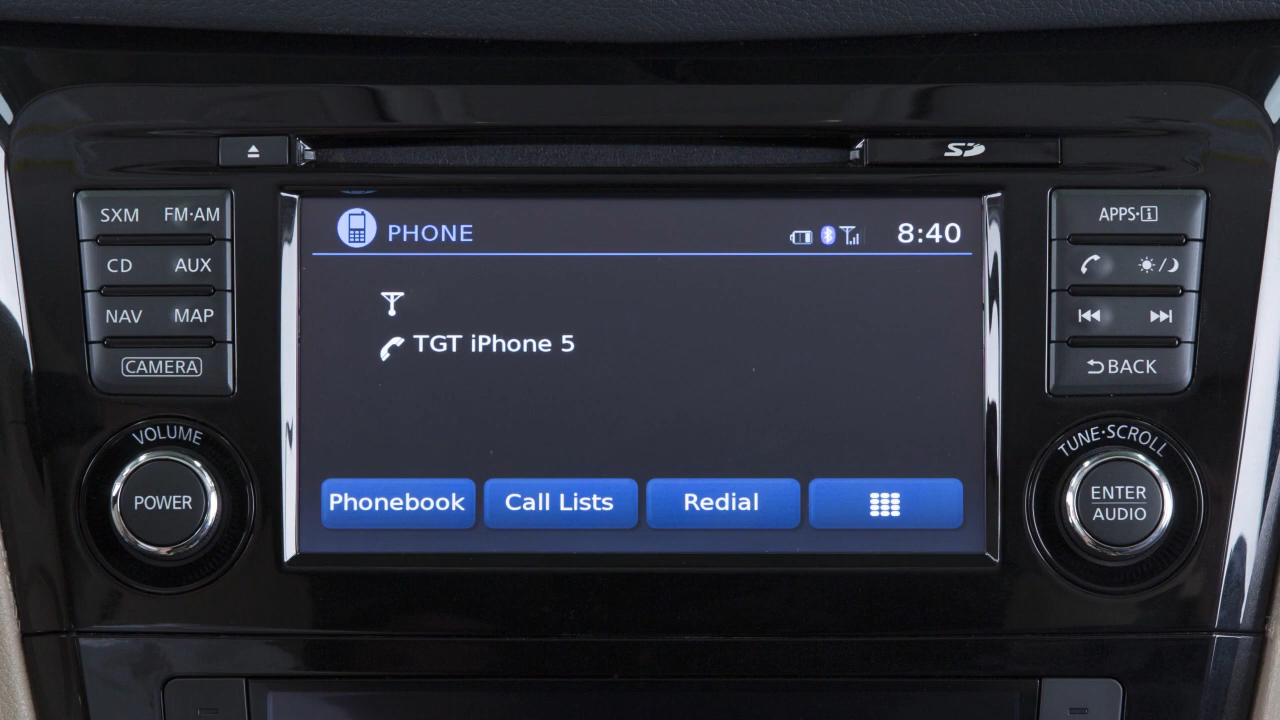 SD
SXM FM·AM
CD AUX
NAV MAP
CAMERA
VOLUME
POWER
PHONE
8:40
TGT iPhone 5
Phonebook
Call Lists
Redial
APPS·i
BACK
TUNE·SCROLL
ENTER
AUDIO